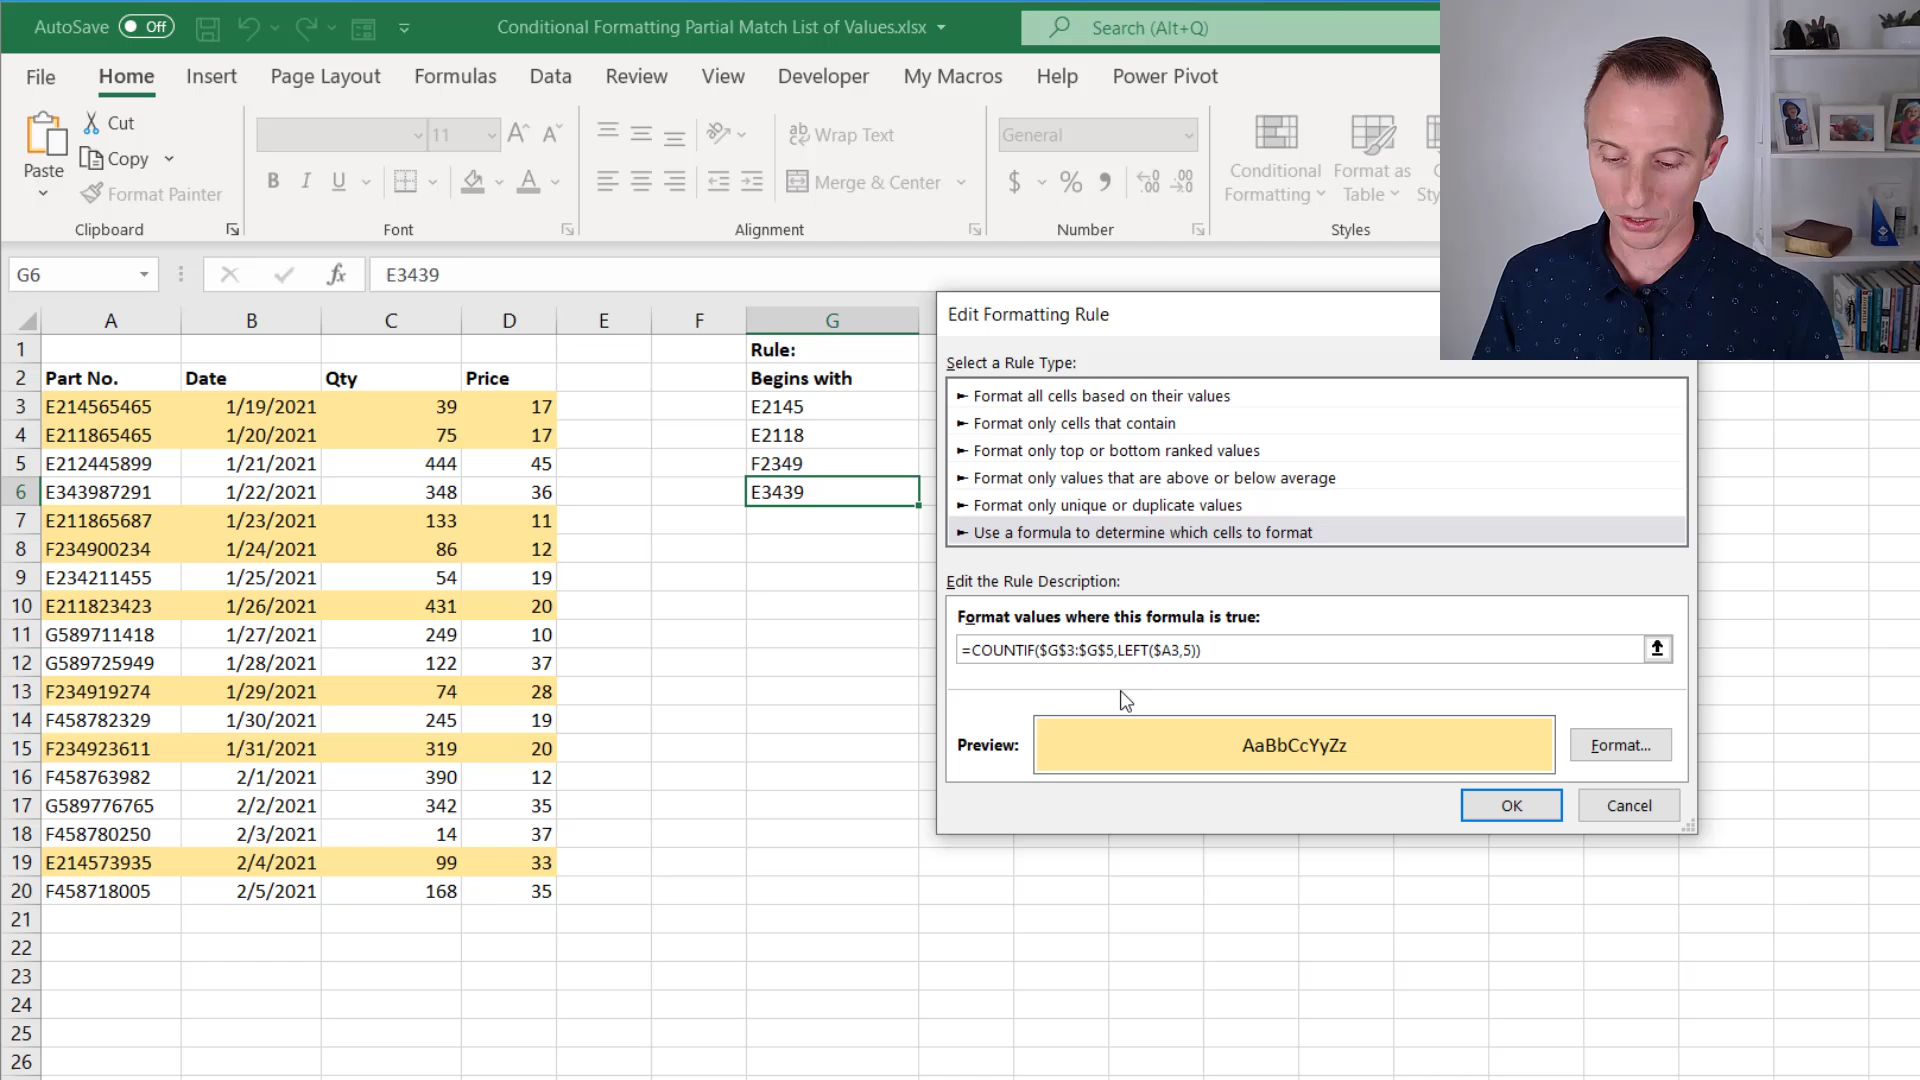 AutoSave Off Conditional Formatting Partial Match List of Values.xlsx Search (Alt+Q)
File Home Insert Page Layout Formulas Data Review View Developer My Macros Help Power Pivot
Cut
Copy
Format Painter
Paste
Clipboard
11
B I U
Font
Wrap Text
Merge & Center
Alignment
General
$ %
Number
Conditional Formatting
Format as Table
Styles
G6 fx E3439
A B C D E F G
1 Rule:
2 Part No. Date Qty Price Begins with
3 E214565465 1/19/2021 39 17 E2145
4 E211865465 1/20/2021 75 17 E2118
5 E212445899 1/21/2021 444 45 F2349
6 E343987291 1/22/2021 348 36 E3439
7 E211865687 1/23/2021 133 11
8 F234900234 1/24/2021 86 12
9 E234211455 1/25/2021 54 19
10 E211823423 1/26/2021 431 20
11 G589711418 1/27/2021 249 10
12 G589725949 1/28/2021 122 37
13 F234919274 1/29/2021 74 28
14 F458782329 1/30/2021 245 19
15 F234923611 1/31/2021 319 20
16 F458763982 2/1/2021 390 12
17 G589776765 2/2/2021 342 35
18 F458780250 2/3/2021 14 37
19 E214573935 2/4/2021 99 33
20 F458718005 2/5/2021 168 35
21
22
23
24
25
26
Edit Formatting Rule
Select a Rule Type:
► Format all cells based on their values
► Format only cells that contain
► Format only top or bottom ranked values
► Format only values that are above or below average
► Format only unique or duplicate values
► Use a formula to determine which cells to format
Edit the Rule Description:
Format values where this formula is true:
=COUNTIF($G$3:$G$5,LEFT($A3,5))
Preview: AaBbCcYyZz Format...
OK Cancel